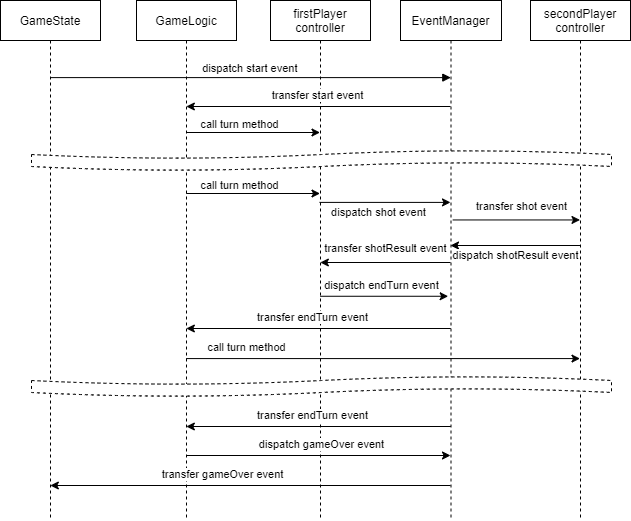 GameState
GameLogic
firstPlayer
controller
EventManager
secondPlayer
controller
dispatch start event
transfer start event
call turn method
call turn method
dispatch shot event
transfer shot event
transfer shotResult event
dispatch shotResult event
dispatch endTurn event
transfer endTurn event
call turn method
transfer endTurn event
dispatch gameOver event
transfer gameOver event